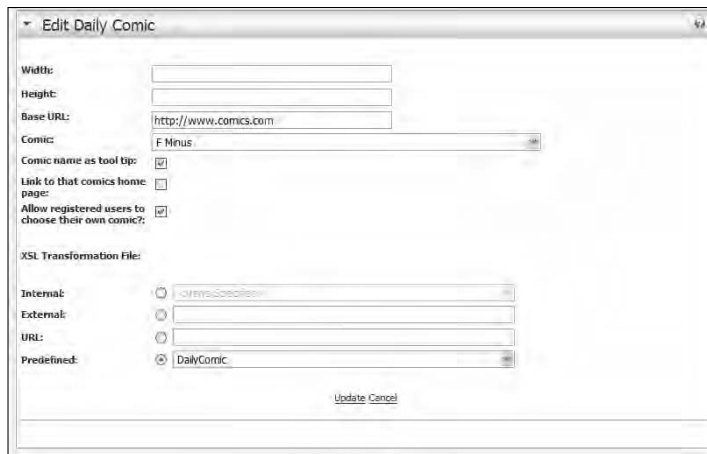 Edit Daily Comic
Width:
Height:
Base URL: http://www.comics.com
Comic: F Minus
Comic name as tool tip:
Link to that comics home
page:
Allow registered users to
choose their own comic?:
XSL Transformation File:
Internal:
External:
URL:
Predefined: DailyComic
Update Cancel